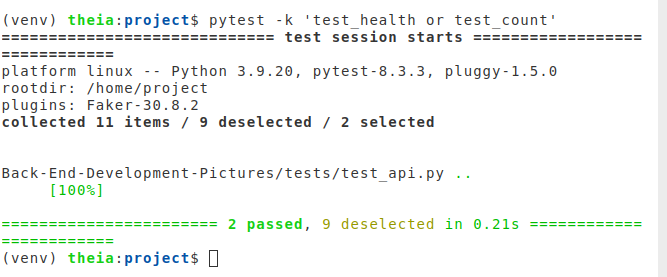 (venv) theia:project$ pytest -k 'test_health or test_count'
============================= test session starts ==================
============
platform linux -- Python 3.9.20, pytest-8.3.3, pluggy-1.5.0
rootdir: /home/project
plugins: Faker-30.8.2
collected 11 items / 9 deselected / 2 selected
Back-End-Development-Pictures/tests/test_api.py ..
     [100%]
======================= 2 passed, 9 deselected in 0.21s ============
============
(venv) theia:project$